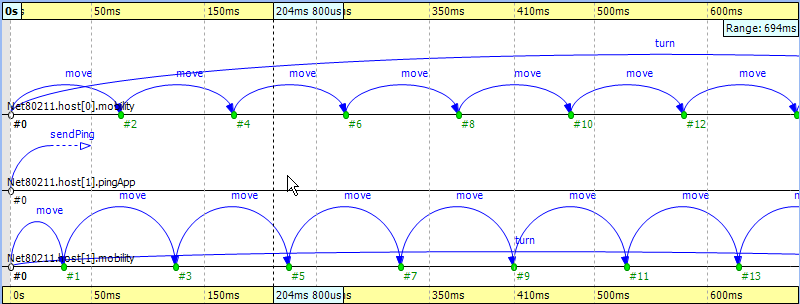 0s s 50ms 150ms 204ms 800us s 350ms 410ms 500ms 600ms
Range: 694ms
turn
move move move move move move move
Net80211.host[0].mobility
#0 #2 #4 #6 #8 #10 #12
sendPing
Net80211.host[1].pingApp
#0
move move move move move move move
turn
Net80211.host[1].mobility
#0 #1 #3 #5 #7 #9 #11 #13
0s 50ms 150ms 204ms 800us s 350ms 410ms 500ms 600ms